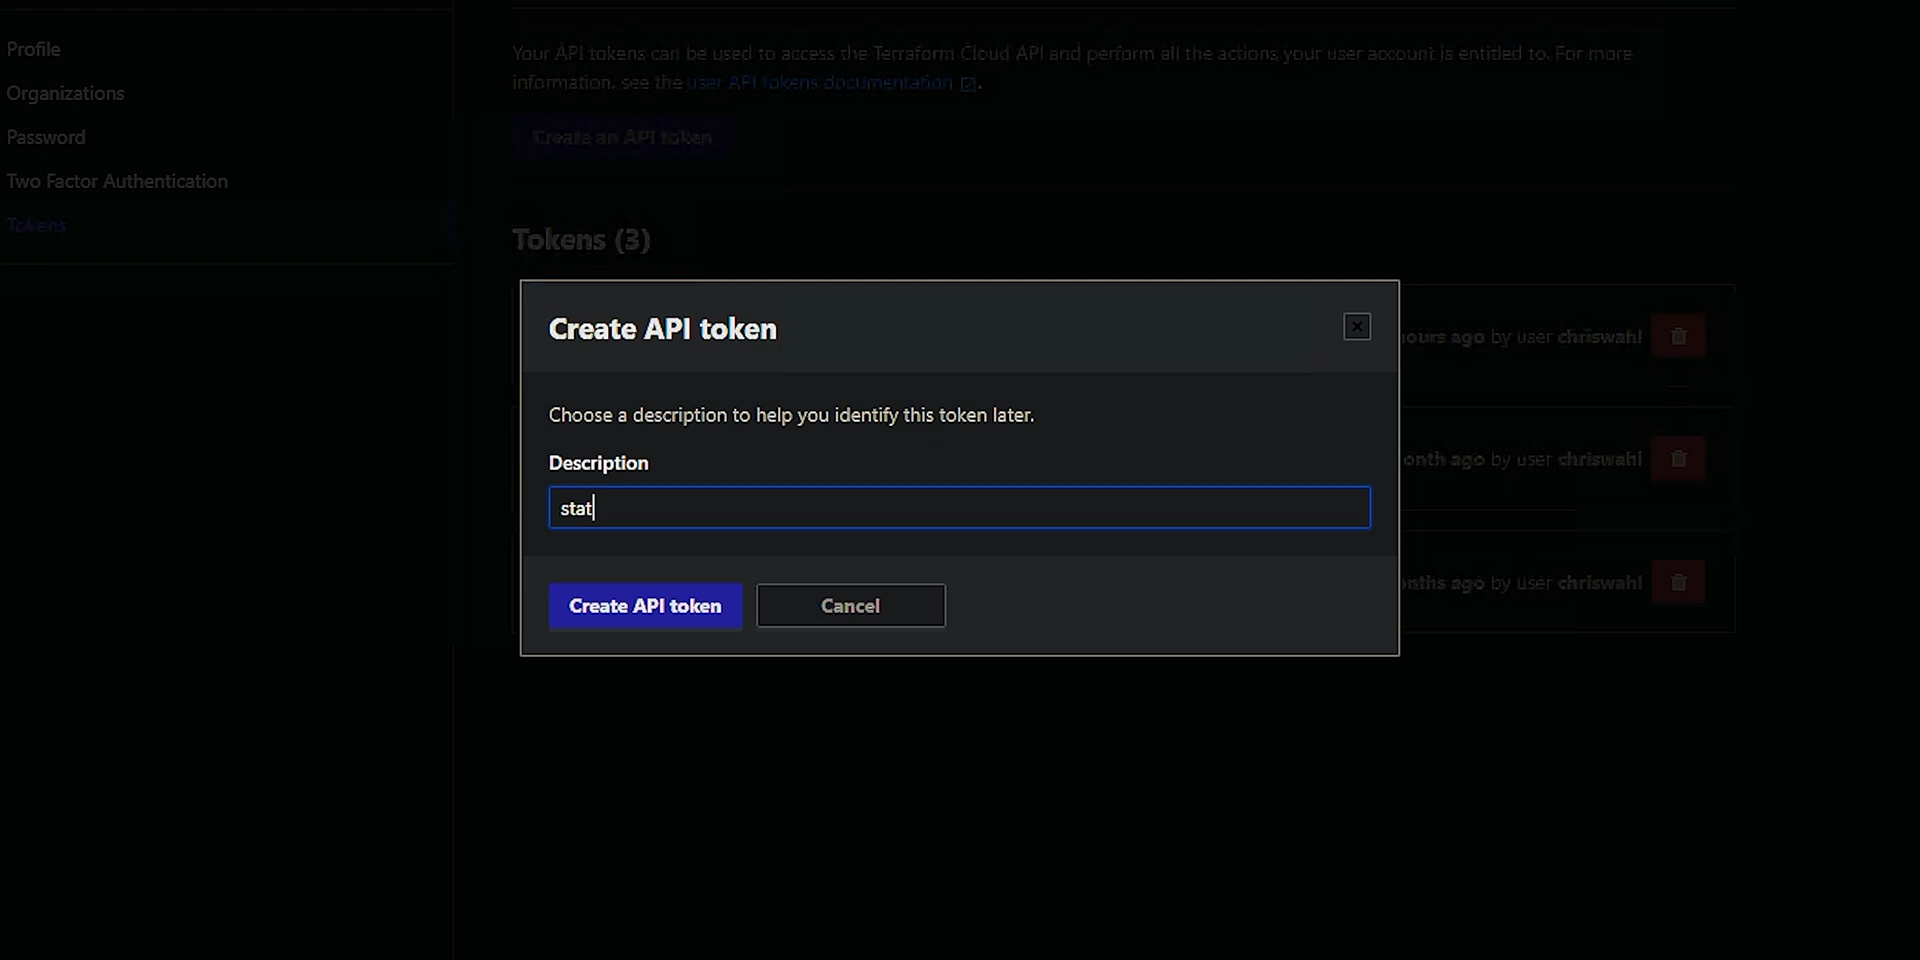 Profile
Organizations
Password
Two Factor Authentication
Tokens
Your API tokens can be used to access the Terraform Cloud API and perform all the actions your user account is entitled to. For more
information, see the user API tokens documentation.
Create an API token
Tokens (3)
Create API token
Choose a description to help you identify this token later.
Description
stat
Create API token
Cancel
ours ago by user chriswahl
onth ago by user chriswahl
nths ago by user chriswahl